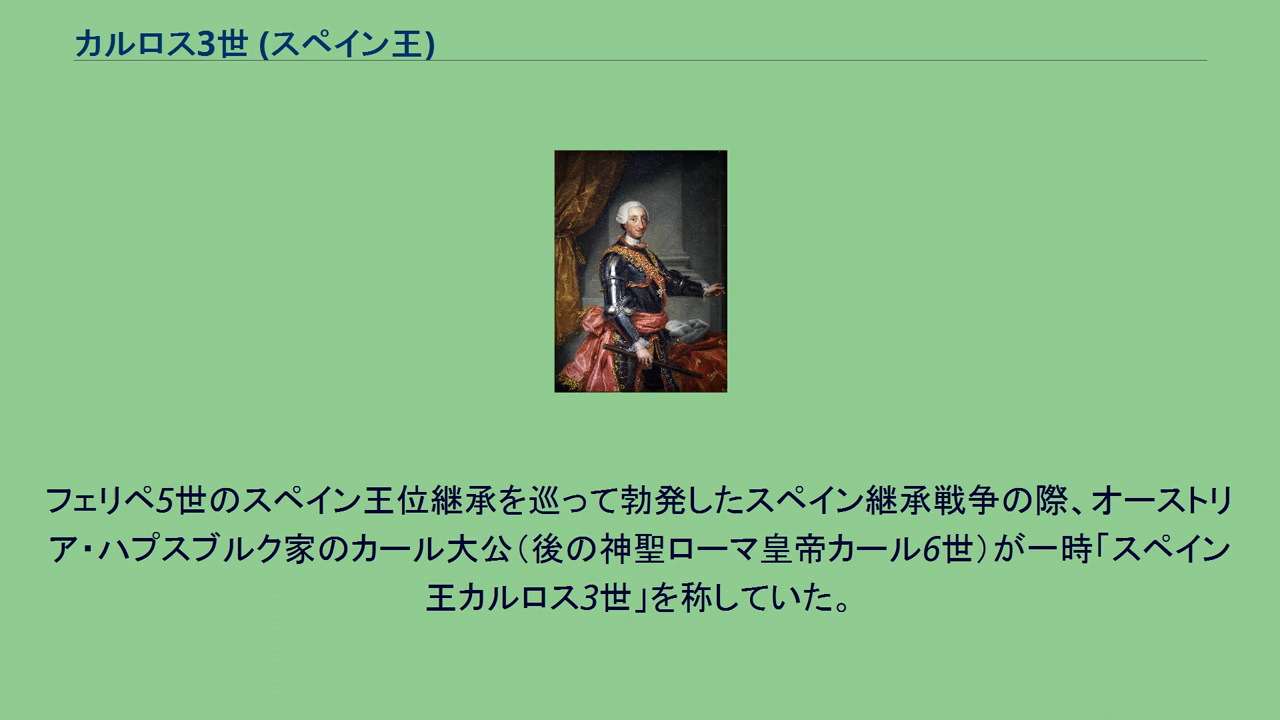 カルロス3世 (スペイン王)
フェリペ5世のスペイン王位継承を巡って勃発したスペイン継承戦争の際、オーストリ
ア・ハプスブルク家のカール大公(後の神聖ローマ皇帝カール6世)が一時「スペイン
王カルロス3世」を称していた。